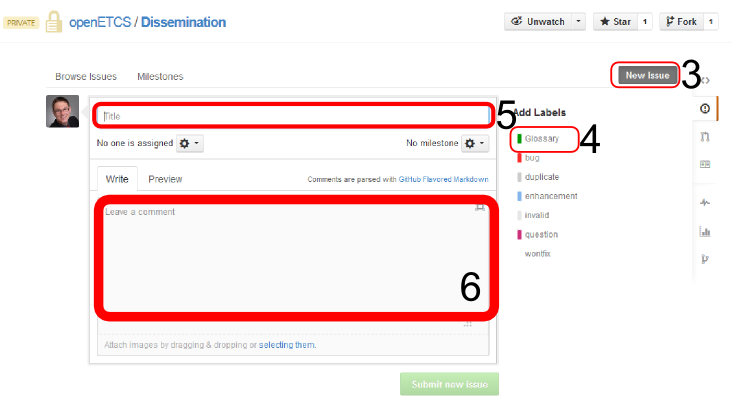 PRIVATE openETCS / Dissemination Unwatch Star 1 Fork 1
Browse Issues Milestones New Issue 3
Title 5 Add Labels
No one is assigned No milestone Glossary 4
bug
Write Preview Comments are parsed with GitHub Flavored Markdown duplicate
enhancement
Leave a comment invalid
question
wontfix
6
Attach images by dragging & dropping or selecting them.
Submit new issue